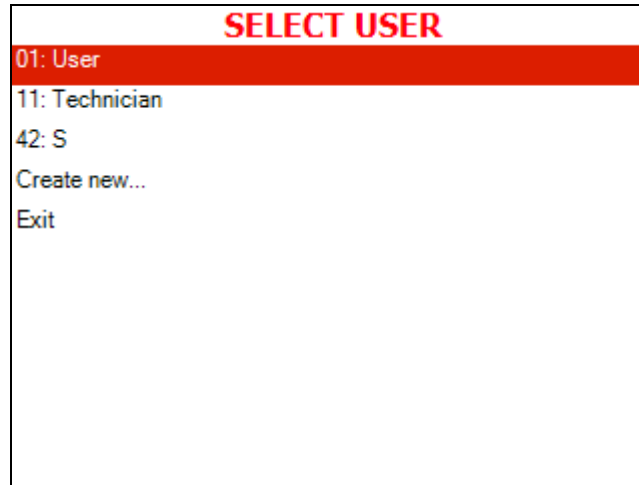 SELECT USER
01: User
11: Technician
42: S
Create new...
Exit